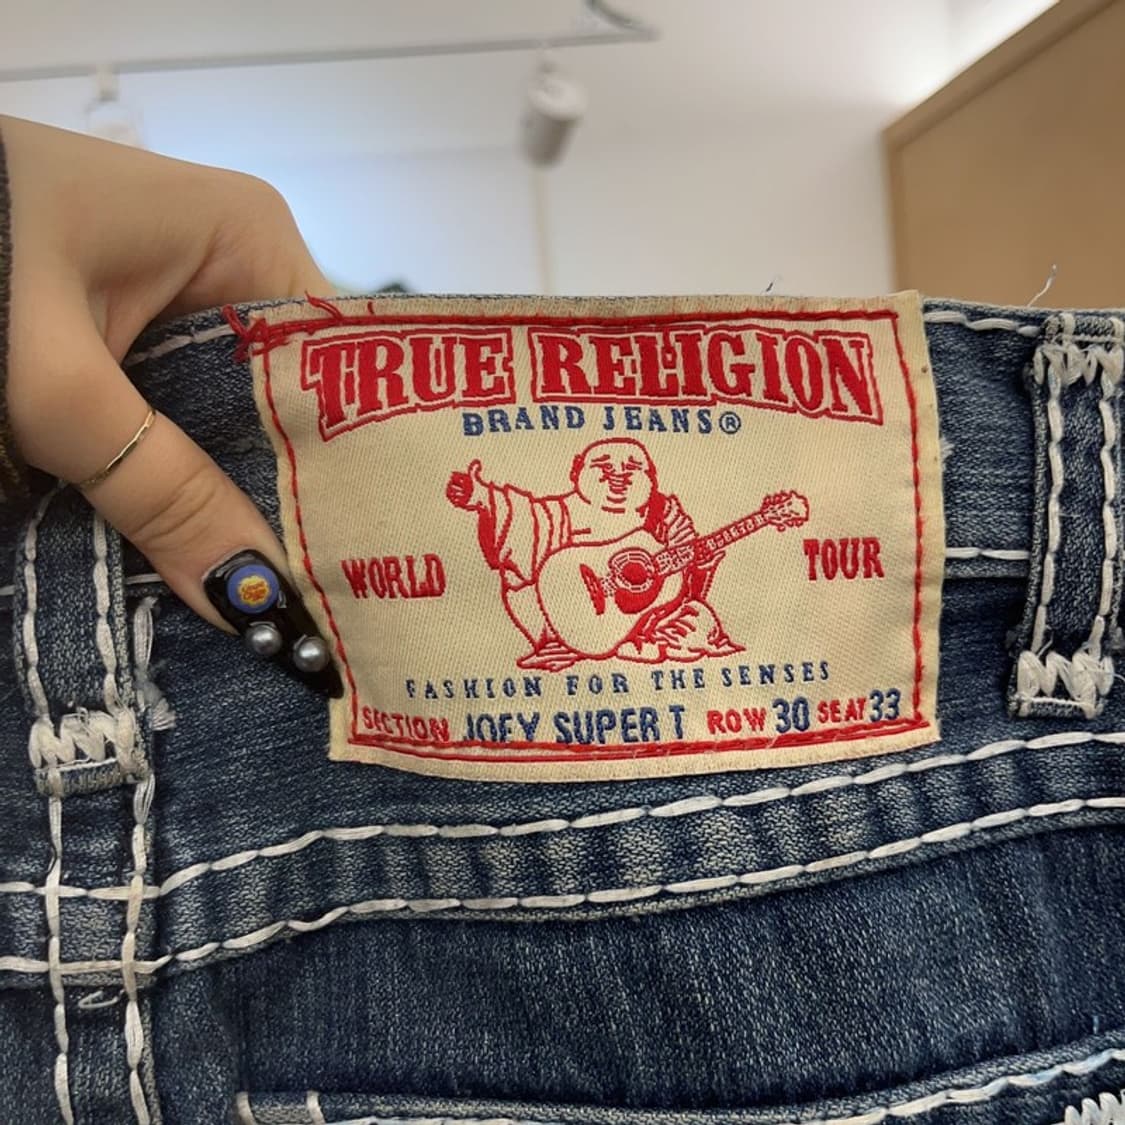 TRUE RELIGION
BRAND JEANS®
WORLD TOUR
FASHION FOR THE SENSES
SECTION JOEY SUPER T ROW 30 SEAT 33